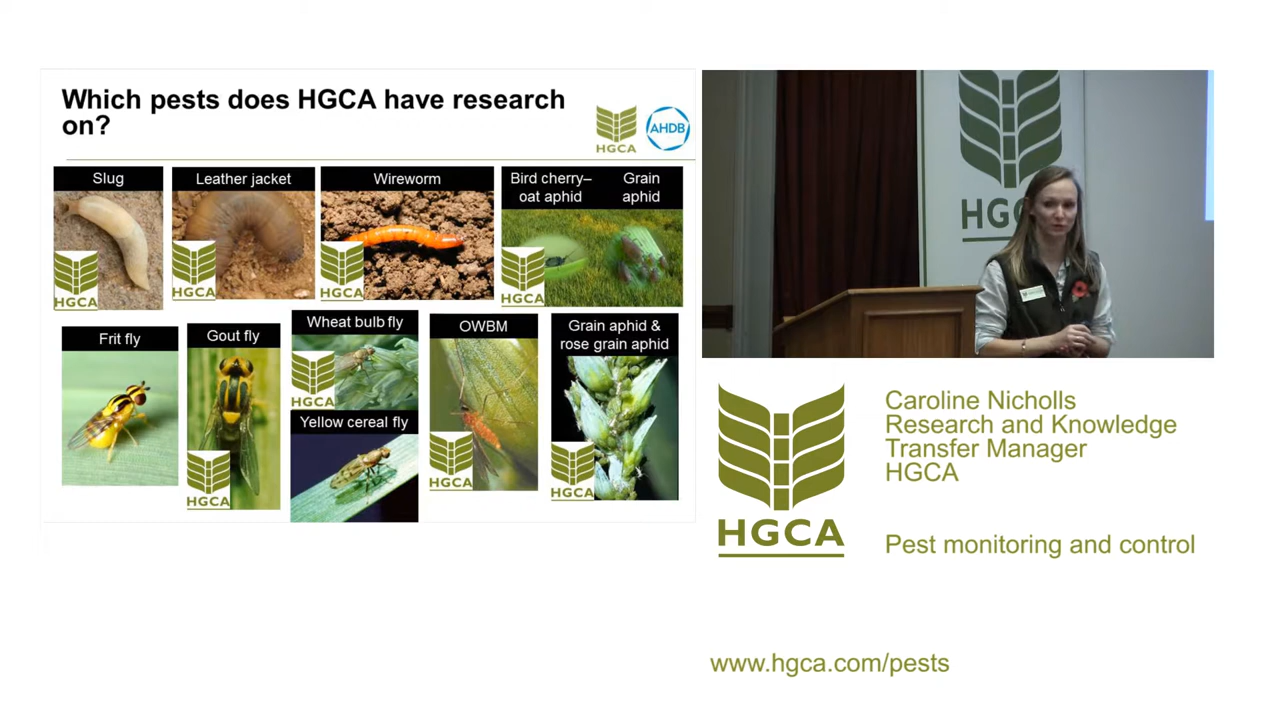 Which pests does HGCA have research
on?
HGCA
AHDB
Slug
Leather jacket
Wireworm
Bird cherry–
oat aphid
Grain
aphid
HGCA
HGCA
HGCA
HGCA
Frit fly
Gout fly
Wheat bulb fly
OWBM
Grain aphid &
rose grain aphid
HGCA
Yellow cereal fly
HGCA
HGCA
HGCA
HGC
HGCA
Caroline Nicholls
Research and Knowledge
Transfer Manager
HGCA
Pest monitoring and control
www.hgca.com/pests